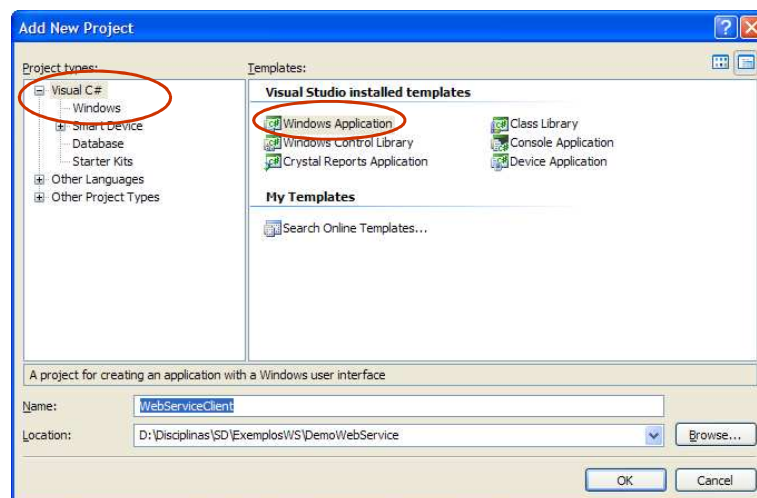 Add New Project
Project types:
Templates:
Visual C#
Windows
Smart Device
Database
Starter Kits
Other Languages
Other Project Types
Visual Studio installed templates
Windows Application
Class Library
Windows Control Library
Console Application
Crystal Reports Application
Device Application
My Templates
Search Online Templates...
A project for creating an application with a Windows user interface
Name:
WebServiceClient
Location:
D:\Disciplinas\SD\ExemplosWS\DemoWebService
Browse...
OK
Cancel